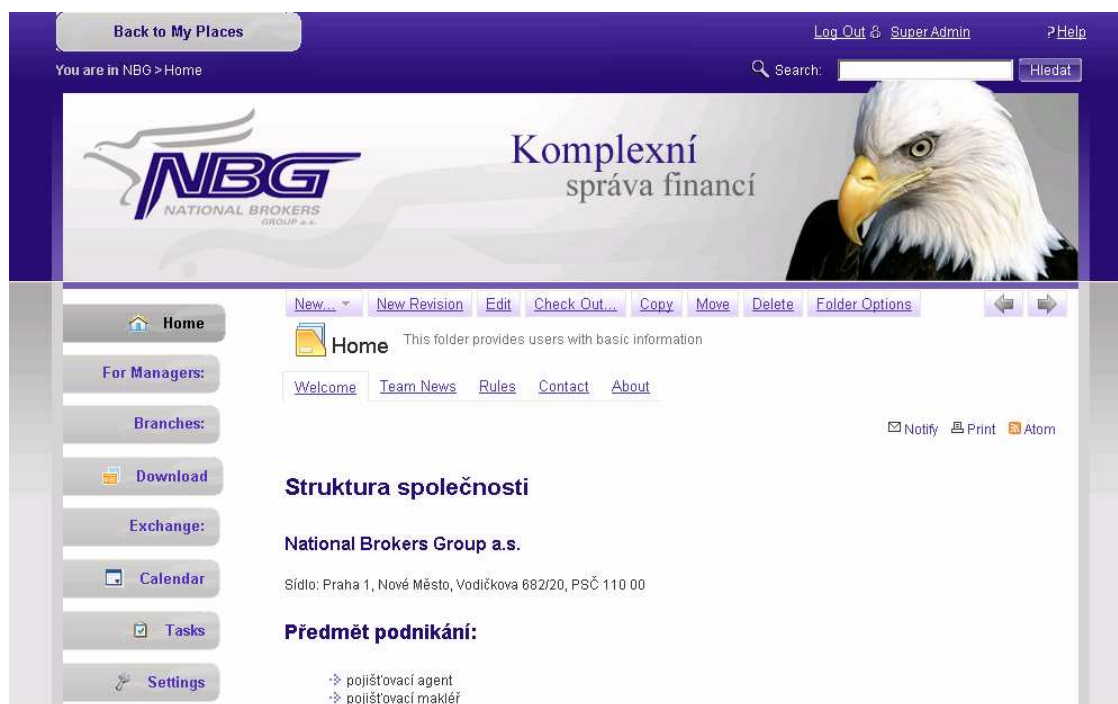 Back to My Places
Log Out & Super Admin ? Help
You are in NBG > Home
Search: Hledat
NBG
NATIONAL BROKERS
GROUP a.s.
Komplexní
správa financí
New... New Revision Edit Check Out... Copy Move Delete Folder Options
Home This folder provides users with basic information
Welcome Team News Rules Contact About
Notify Print Atom
Home
For Managers:
Branches:
Download
Exchange:
Calendar
Tasks
Settings
Struktura společnosti
National Brokers Group a.s.
Sídlo: Praha 1, Nové Město, Vodičkova 682/20, PSČ 110 00
Předmět podnikání:
pojišťovací agent
pojišťovací makléř